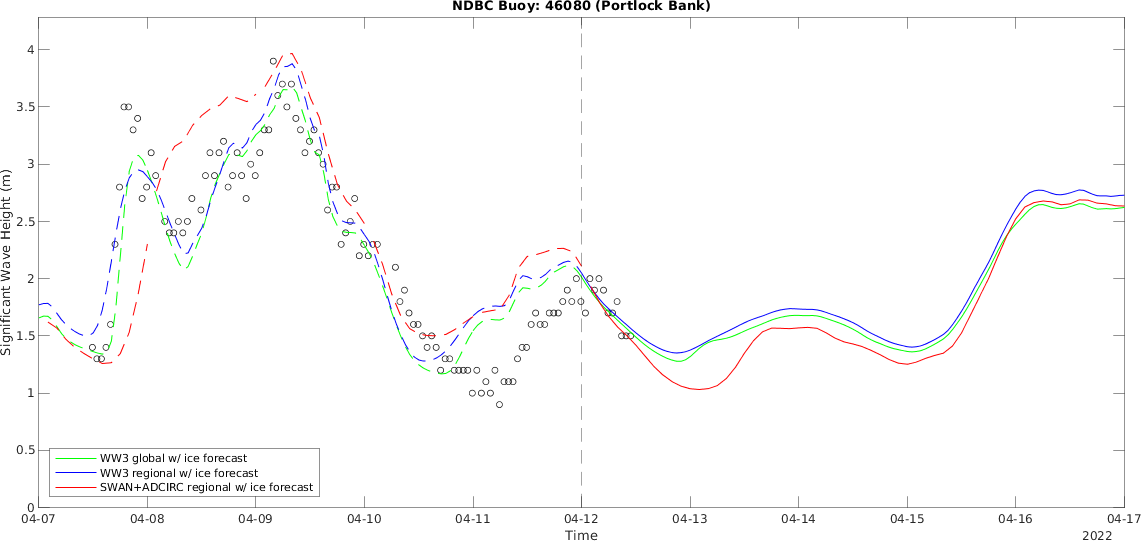 NDBC Buoy: 46080 (Portlock Bank)
4
3.5
3
2.5
2
1.5
1
0.5
0
Significant Wave Height (m)
WW3 global w/ ice forecast
WW3 regional w/ ice forecast
SWAN+ADCIRC regional w/ ice forecast
04-07 04-08 04-09 04-10 04-11 04-12 04-13 04-14 04-15 04-16 04-17
Time
2022